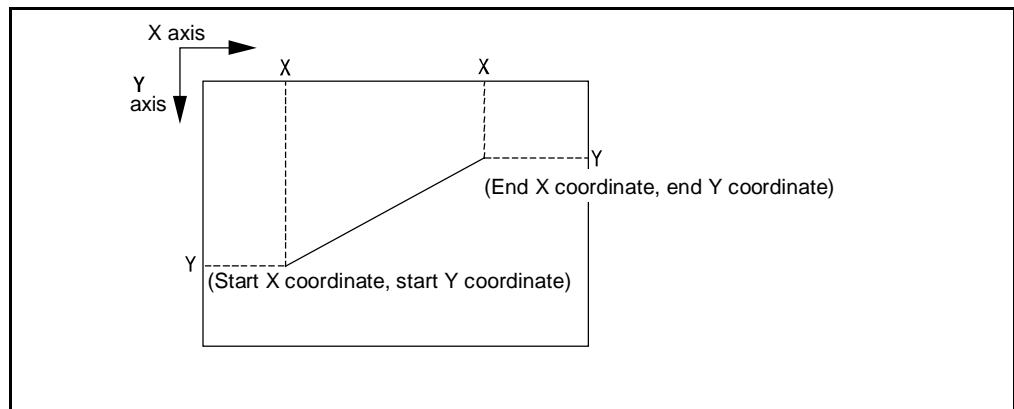 X axis
X
X
Y
axis
Y
(End X coordinate, end Y coordinate)
Y
(Start X coordinate, start Y coordinate)